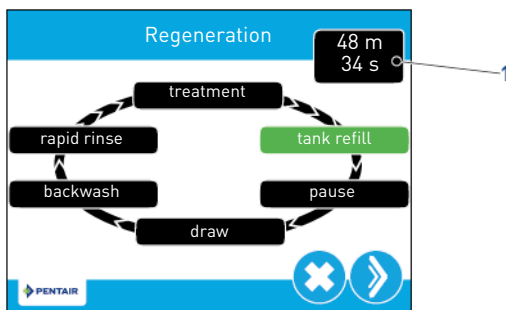 Regeneration
48 m
34 s
1
treatment
rapid rinse
tank refill
backwash
pause
draw
PENTAIR